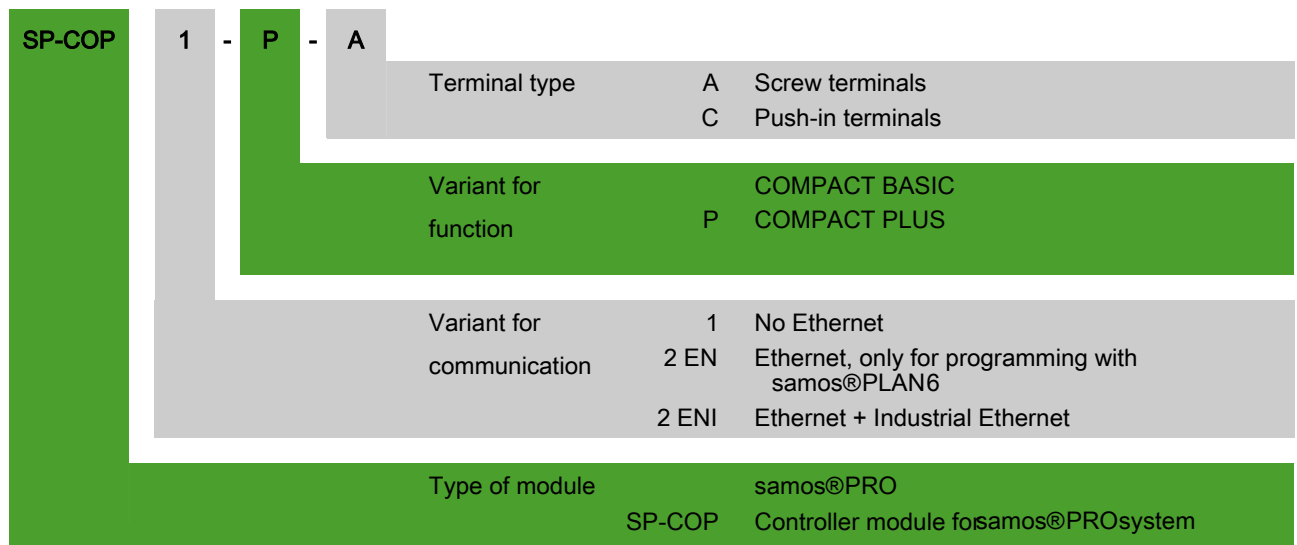 SP-COP 1 - P - A
Terminal type A Screw terminals
C Push-in terminals
Variant for COMPACT BASIC
function P COMPACT PLUS
Variant for 1 No Ethernet
communication 2 EN Ethernet, only for programming with
samos®PLAN6
2 ENI Ethernet + Industrial Ethernet
Type of module samos®PRO
SP-COP Controller module forsamos®PROsystem